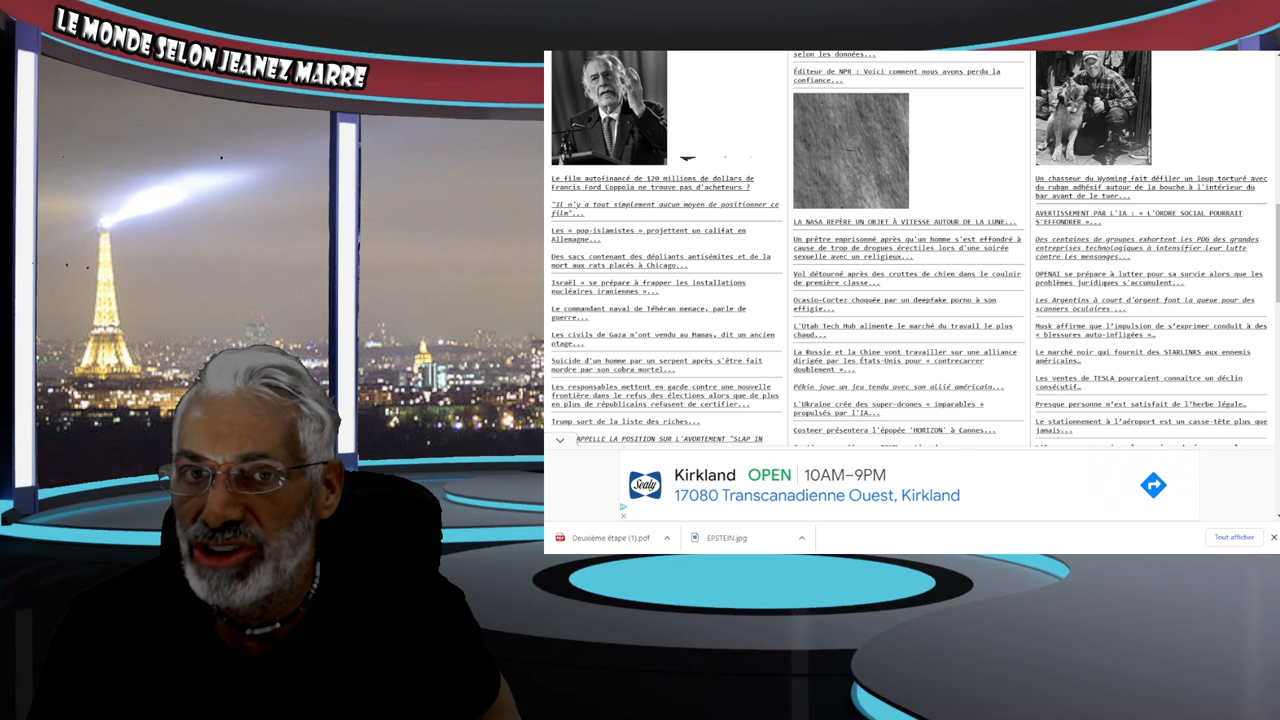 LE MONDE SELON JEANEZ MARRE
Le film autofinancé de 120 millions de dollars de
Francis Ford Coppola ne trouve pas d'acheteurs ?
"Il n'y a tout simplement aucun moyen de positionner ce
film"...
Les « pop-islamistes » projettent un califat en
Allemagne...
Des sacs contenant des dépliants antisémites et de la
mort aux rats placés à Chicago...
Israël « se prépare à frapper les installations
nucléaires iraniennes »...
Le commandant naval de Téhéran menace, parle de
guerre...
Les civils de Gaza m'ont vendu au Hamas, dit un ancien
otage...
Suicide d'un homme par un serpent après s'être fait
mordre par son cobra mortel...
Les responsables mettent en garde contre une nouvelle
frontière dans le refus des élections alors que de plus
en plus de républicains refusent de certifier...
Trump sort de la liste des riches...
APPELLE LA POSITION SUR L'AVORTEMENT "SLAP IN
selon les données...
Éditeur de NPR : Voici comment nous avons perdu la
confiance...
LA NASA REPÈRE UN OBJET À VITESSE AUTOUR DE LA LUNE...
Un prêtre emprisonné après qu'un homme s'est effondré à
cause de trop de drogues érectiles lors d'une soirée
sexuelle avec un religieux...
Vol détourné après des crottes de chien dans le couloir
de première classe...
Ocasio-Cortez choquée par un deepfake porno à son
effigie...
L'Utah Tech Hub alimente le marché du travail le plus
chaud...
La Russie et la Chine vont travailler sur une alliance
dirigée par les États-Unis pour « contrecarrer
doublement »...
Pékin joue un jeu tendu avec son allié américain...
L'Ukraine crée des super-drones « imparables »
propulsés par l'IA...
Costner présentera l'épopée 'HORIZON' à Cannes...
Un chasseur du Wyoming fait défiler un loup torturé avec
du ruban adhésif autour de la bouche à l'intérieur du
bar avant de le tuer...
AVERTISSEMENT PAR L'IA : « L'ORDRE SOCIAL POURRAIT
S'EFFONDRER »...
Des centaines de groupes exhortent les PDG des grandes
entreprises technologiques à intensifier leur lutte
contre les mensonges...
OPENAI se prépare à lutter pour sa survie alors que les
problèmes juridiques s'accumulent...
Les Argentins à court d'argent font la queue pour des
scanners oculaires ...
Musk affirme que l'impulsion de s'exprimer conduit à des
« blessures auto-infligées »…
Le marché noir qui fournit des STARLINKS aux ennemis
américains…
Les ventes de TESLA pourraient connaître un déclin
consécutif…
Presque personne n'est satisfait de l'herbe légale…
Le stationnement à l'aéroport est un casse-tête plus que
jamais...
Sealy
Kirkland OPEN 10AM–9PM
17080 Transcanadienne Ouest, Kirkland
Deuxième étape (1).pdf
EPSTEIN.jpg
Tout afficher